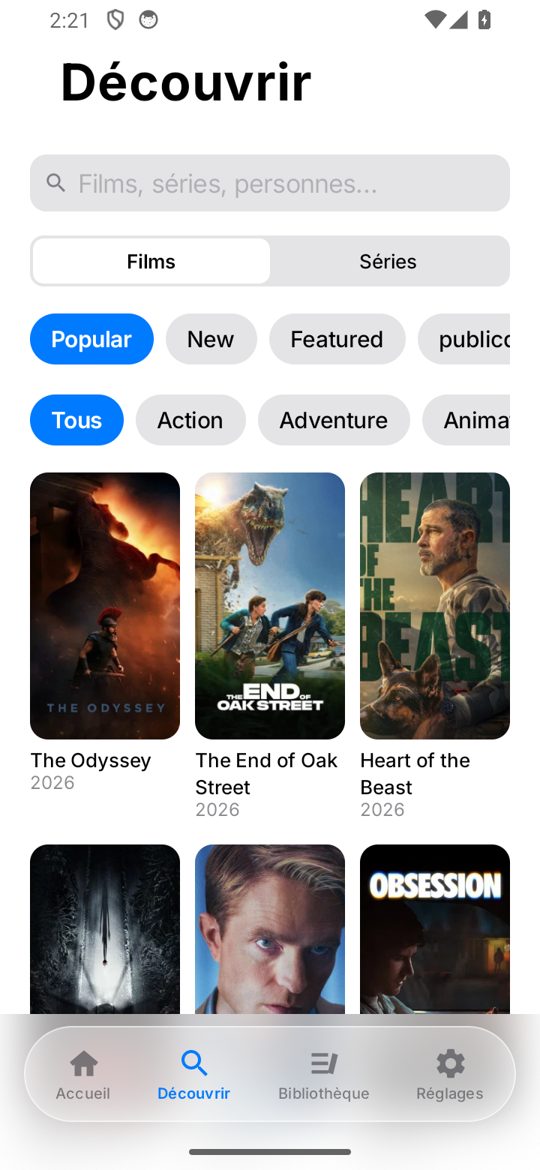 2:21
Découvrir
Films, séries, personnes...
Films
Séries
Popular
New
Featured
publico
Tous
Action
Adventure
Anima
THE ODYSSEY
THE END OF
OAK STREET
HEART
OF
THE
BEAST
The Odyssey
2026
The End of Oak
Street
2026
Heart of the
Beast
2026
OBSESSION
Accueil
Découvrir
Bibliothèque
Réglages